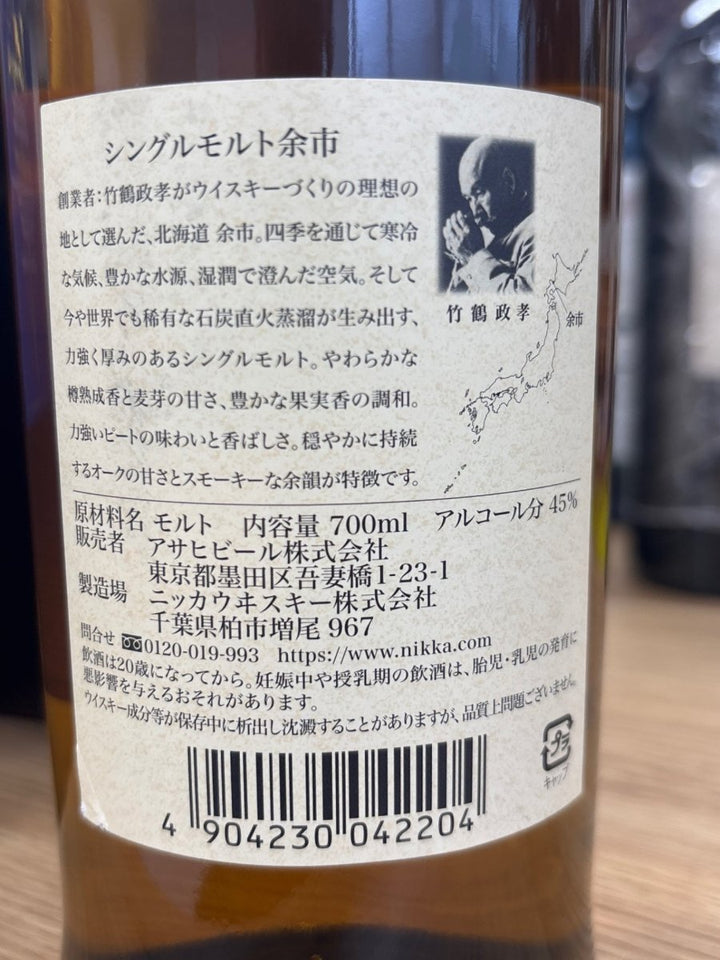 シングルモルト余市
創業者:竹鶴政孝がウイスキーづくりの理想の
地として選んだ、北海道 余市。四季を通じて寒冷
な気候、豊かな水源、湿潤で澄んだ空気。そして
今や世界でも稀有な石炭直火蒸溜が生み出す、
力強く厚みのあるシングルモルト。やわらかな
樽熟成香と麦芽の甘さ、豊かな果実香の調和。
力強いピートの味わいと香ばしさ。穏やかに持続
するオークの甘さとスモーキーな余韻が特徴です。
竹鶴政孝
余市
原材料名 モルト 内容量 700ml アルコール分 45%
販売者 アサヒビール株式会社
東京都墨田区吾妻橋1-23-1
製造場 ニッカウヰスキー株式会社
千葉県柏市増尾 967
問合せ 0120-019-993 https://www.nikka.com
飲酒は20歳になってから。妊娠中や授乳期の飲酒は、胎児・乳児の発育に
悪影響を与えるおそれがあります。
ウイスキー成分等が保存中に析出し沈澱することがありますが、品質上問題ございません。
プラ
キャップ
4 904230 042204